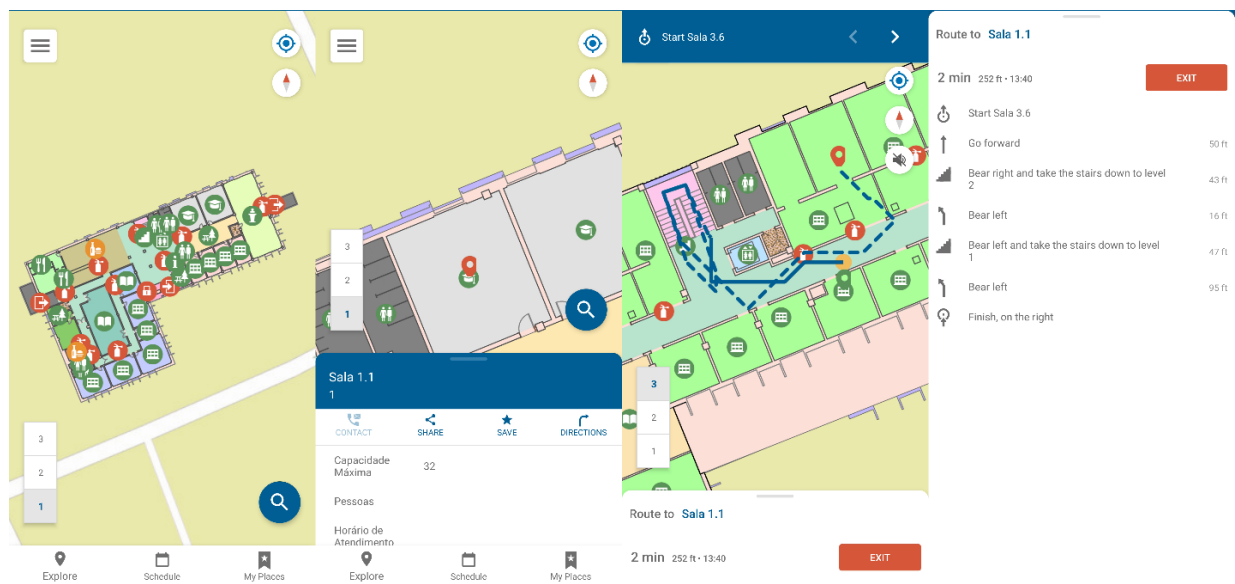 3
2
1
Explore
Schedule
My Places
3
2
1
Sala 1.1
1
CONTACT
SHARE
SAVE
DIRECTIONS
Capacidade
Máxima
32
Pessoas
Horário de
Atendimento
Explore
Schedule
My Places
Start Sala 3.6
3
2
1
Route to Sala 1.1
2 min 252 ft • 13:40
EXIT
Route to Sala 1.1
2 min 252 ft • 13:40
EXIT
Start Sala 3.6
Go forward 50 ft
Bear right and take the stairs down to level
2
43 ft
Bear left 16 ft
Bear left and take the stairs down to level
1
47 ft
Bear left 95 ft
Finish, on the right